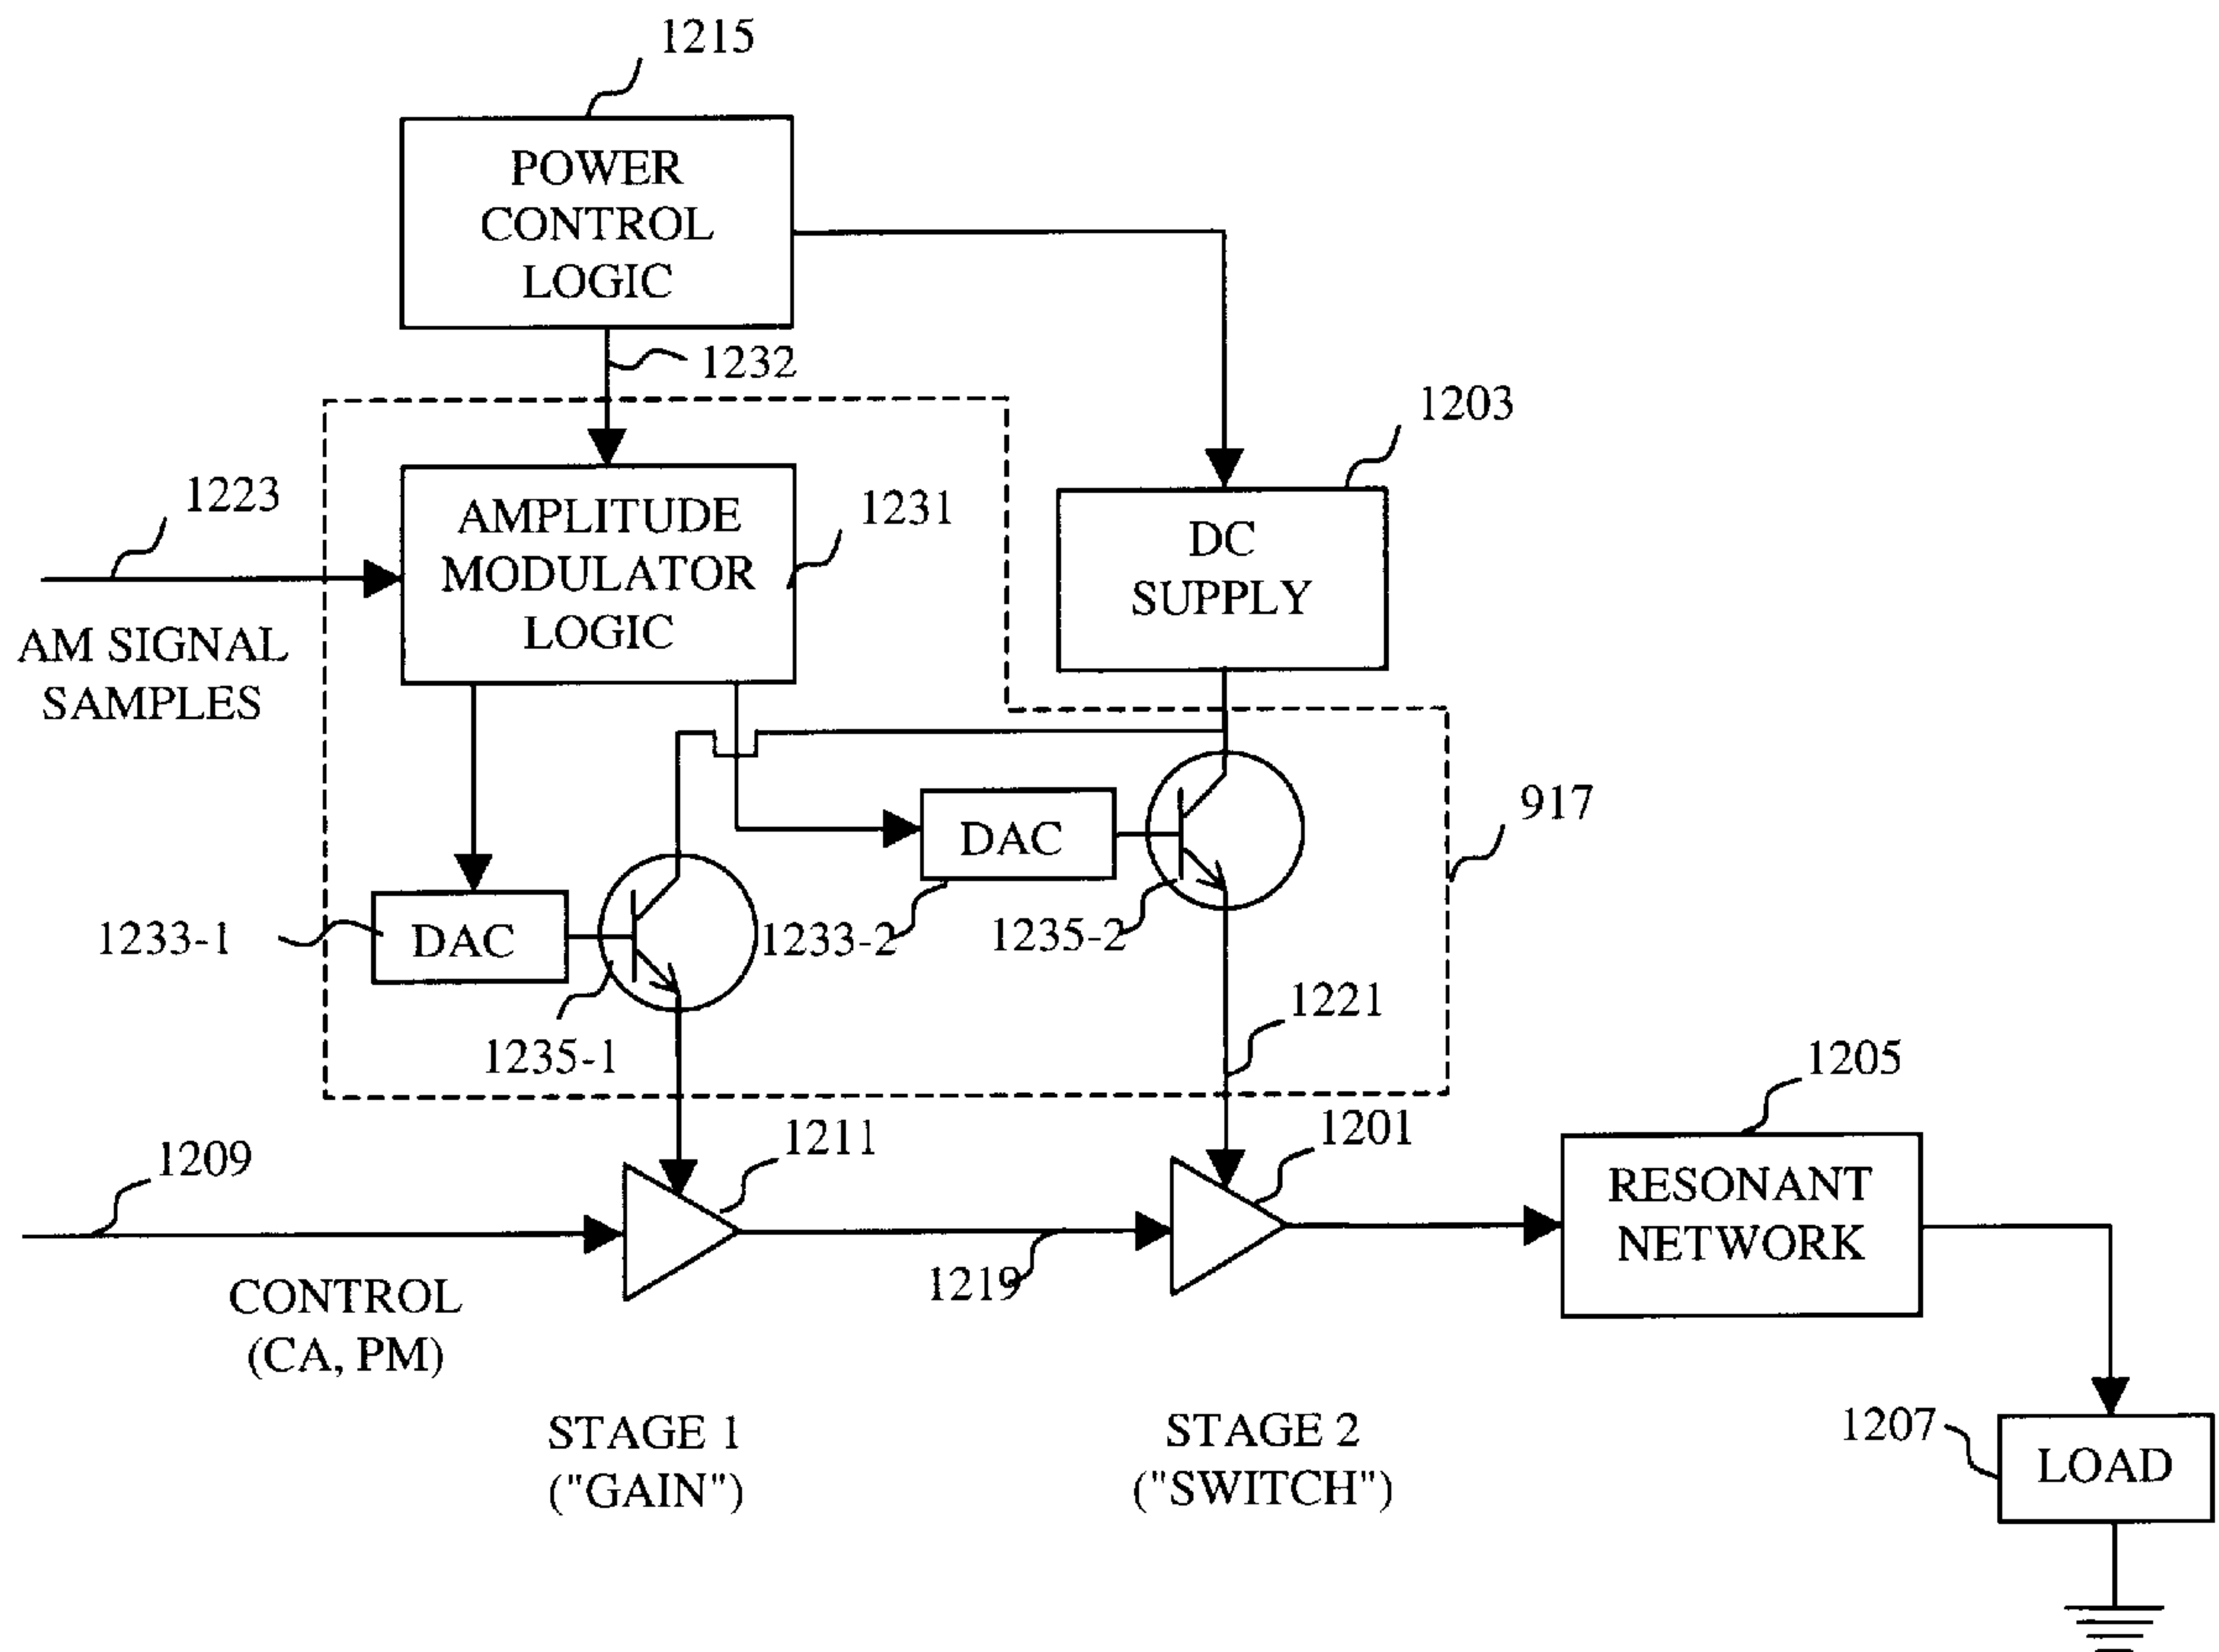 1215
POWER
CONTROL
LOGIC
1232
1203
1223
AMPLITUDE
MODULATOR
LOGIC
1231
DC
SUPPLY
AM SIGNAL
SAMPLES
917
DAC
1233-1
DAC
1233-2
1235-2
1235-1
1221
1205
1209
1211
1201
RESONANT
NETWORK
1219
CONTROL
(CA, PM)
STAGE 1
("GAIN")
STAGE 2
("SWITCH")
1207
LOAD